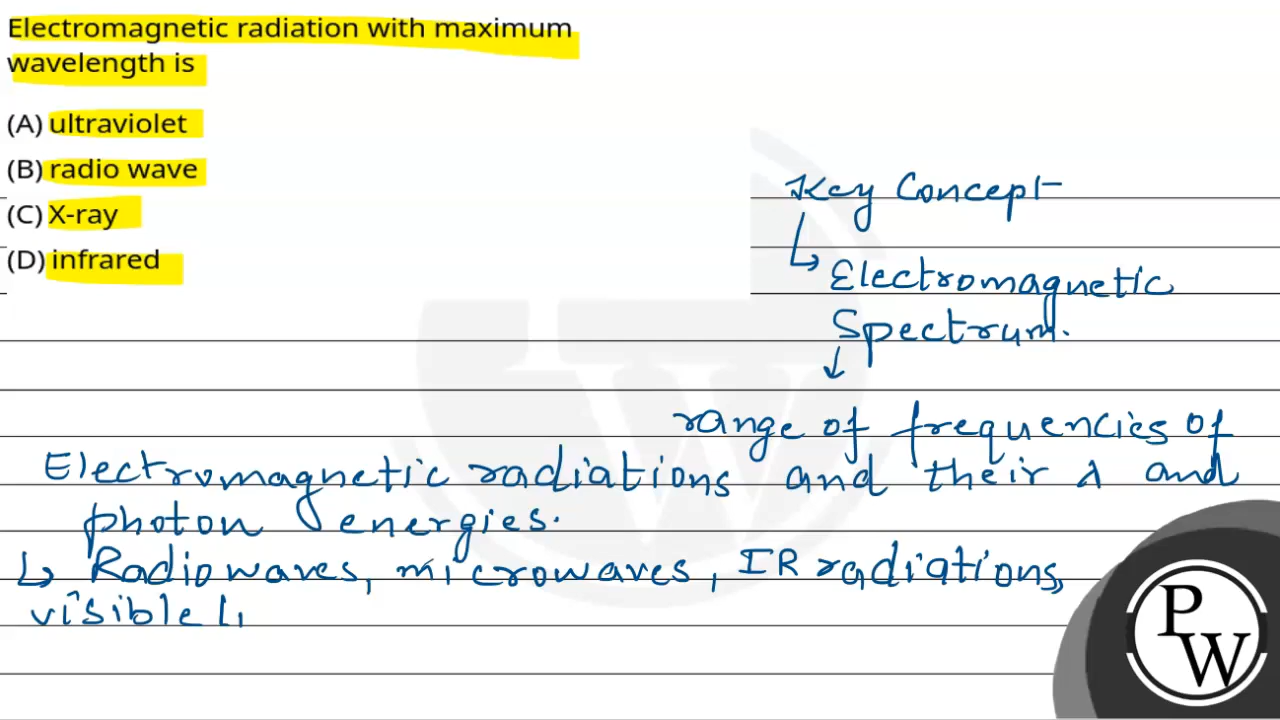 Electromagnetic radiation with maximum
wavelength is
(A) ultraviolet
(B) radio wave
(C) X-ray
(D) infrared
Key Concept
↳ Electromagnetic
Spectrum.
↓
range of frequencies of
Electromagnetic radiations and their λ and
photon energies.
↳ Radiowaves, microwaves, IR radiations,
visible l
P
W